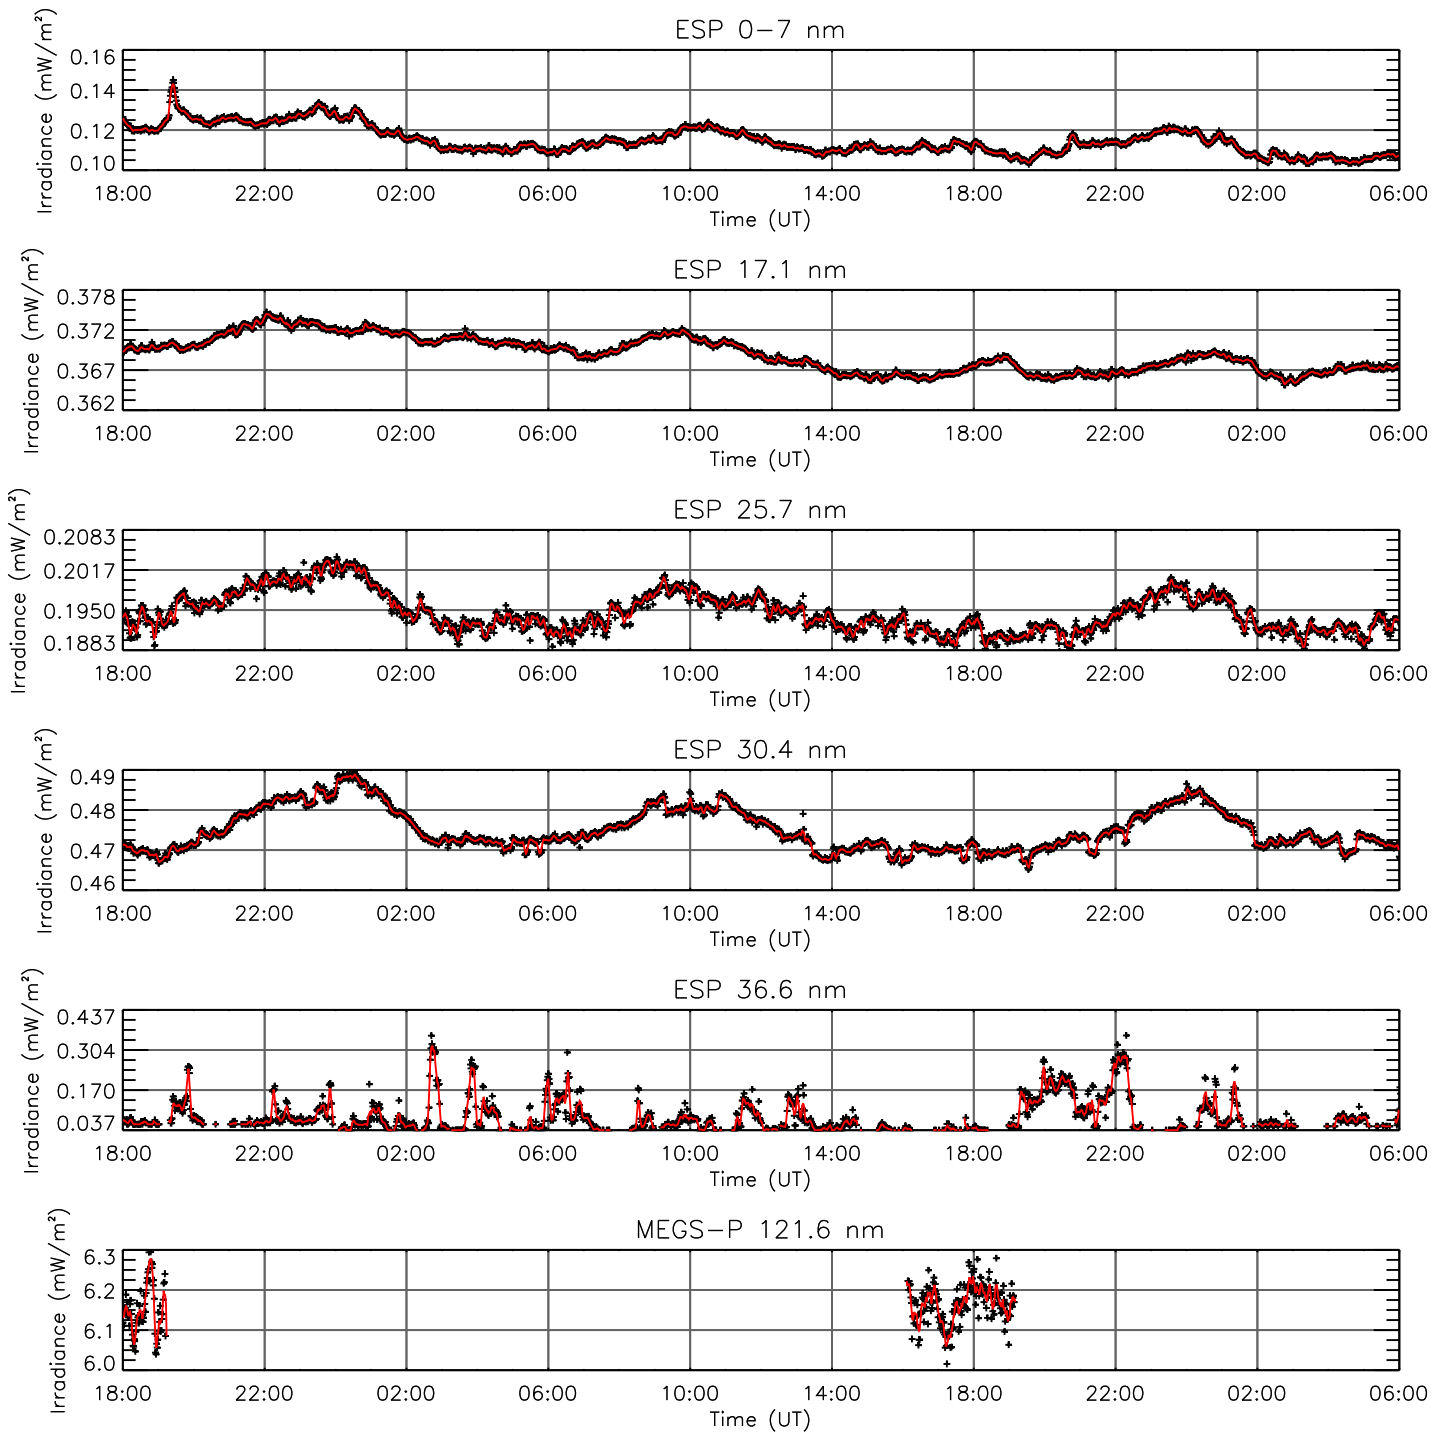 ESP 0-7 nm
Irradiance (mW/m²)
0.16
0.14
0.12
0.10
18:00 22:00 02:00 06:00 10:00 14:00 18:00 22:00 02:00 06:00
Time (UT)
ESP 17.1 nm
Irradiance (mW/m²)
0.378
0.372
0.367
0.362
18:00 22:00 02:00 06:00 10:00 14:00 18:00 22:00 02:00 06:00
Time (UT)
ESP 25.7 nm
Irradiance (mW/m²)
0.2083
0.2017
0.1950
0.1883
18:00 22:00 02:00 06:00 10:00 14:00 18:00 22:00 02:00 06:00
Time (UT)
ESP 30.4 nm
Irradiance (mW/m²)
0.49
0.48
0.47
0.46
18:00 22:00 02:00 06:00 10:00 14:00 18:00 22:00 02:00 06:00
Time (UT)
ESP 36.6 nm
Irradiance (mW/m²)
0.437
0.304
0.170
0.037
18:00 22:00 02:00 06:00 10:00 14:00 18:00 22:00 02:00 06:00
Time (UT)
MEGS-P 121.6 nm
Irradiance (mW/m²)
6.3
6.2
6.1
6.0
18:00 22:00 02:00 06:00 10:00 14:00 18:00 22:00 02:00 06:00
Time (UT)